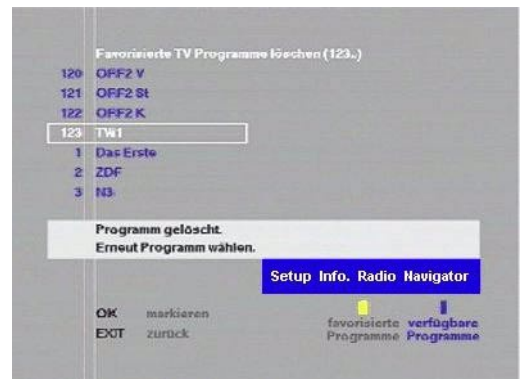 Favorisierte TV Programme löschen (123..)
120 ORF2 V
121 ORF2 St
122 ORF2 K
123 TW1
1 Das Erste
2 ZDF
3 N3
Programm gelöscht.
Erneut Programm wählen.
Setup Info. Radio Navigator
OK markieren
EXIT zurück
favorisierte Programme
verfügbare Programme